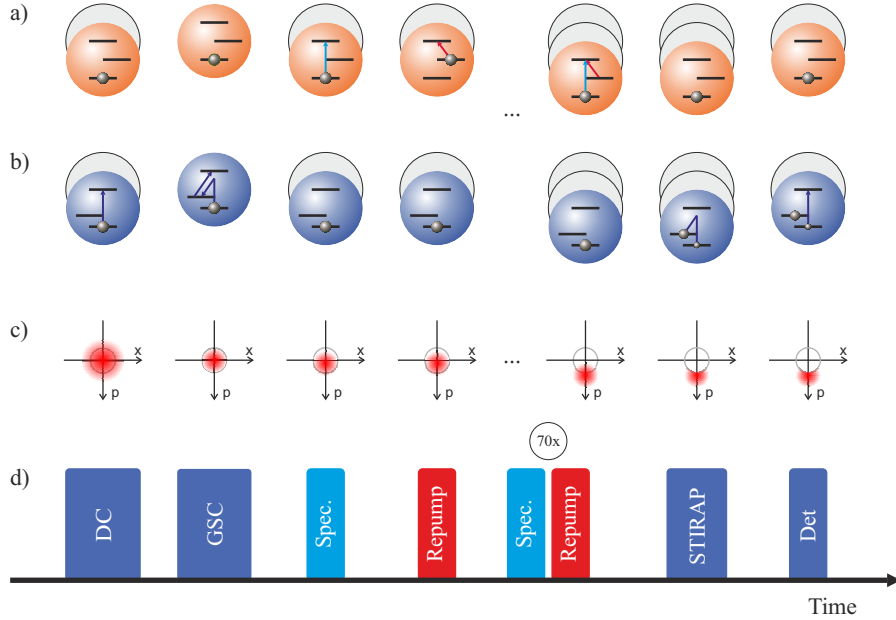 a)
...
b)
c)
x
p
x
p
x
p
x
p
...
x
p
x
p
x
p
70x
d)
DC
GSC
Spec.
Repump
Spec.
Repump
STIRAP
Det
Time